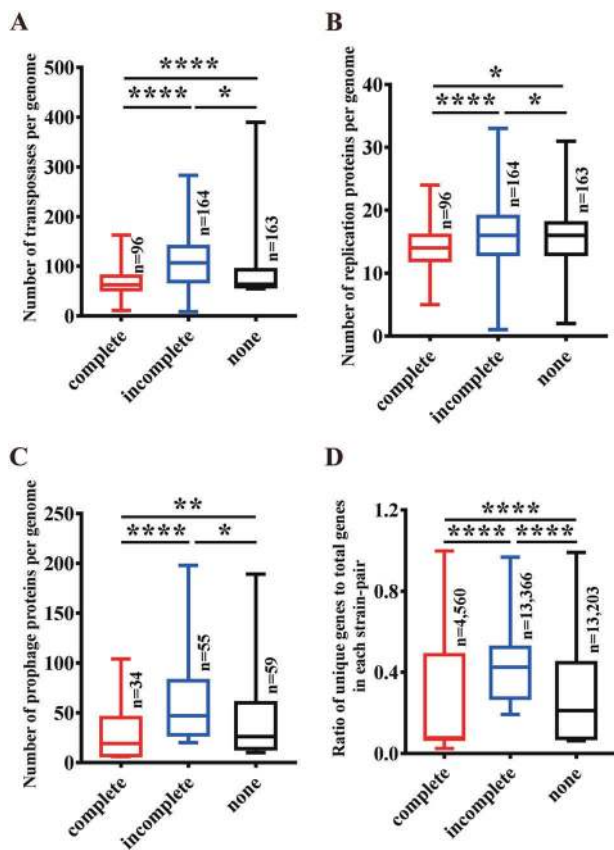 A
Number of transposases per genome
500
400
300
200
100
0
****
****
*
n=96
n=164
n=163
complete
incomplete
none
B
Number of replication proteins per genome
40
30
20
10
0
*
****
*
n=96
n=164
n=163
complete
incomplete
none
C
Number of prophage proteins per genome
250
200
150
100
50
0
**
****
*
n=34
n=55
n=59
complete
incomplete
none
D
Ratio of unique genes to total genes
in each strain-pair
1.2
0.8
0.4
0.0
****
****
****
n=4,560
n=13,366
n=13,203
complete
incomplete
none